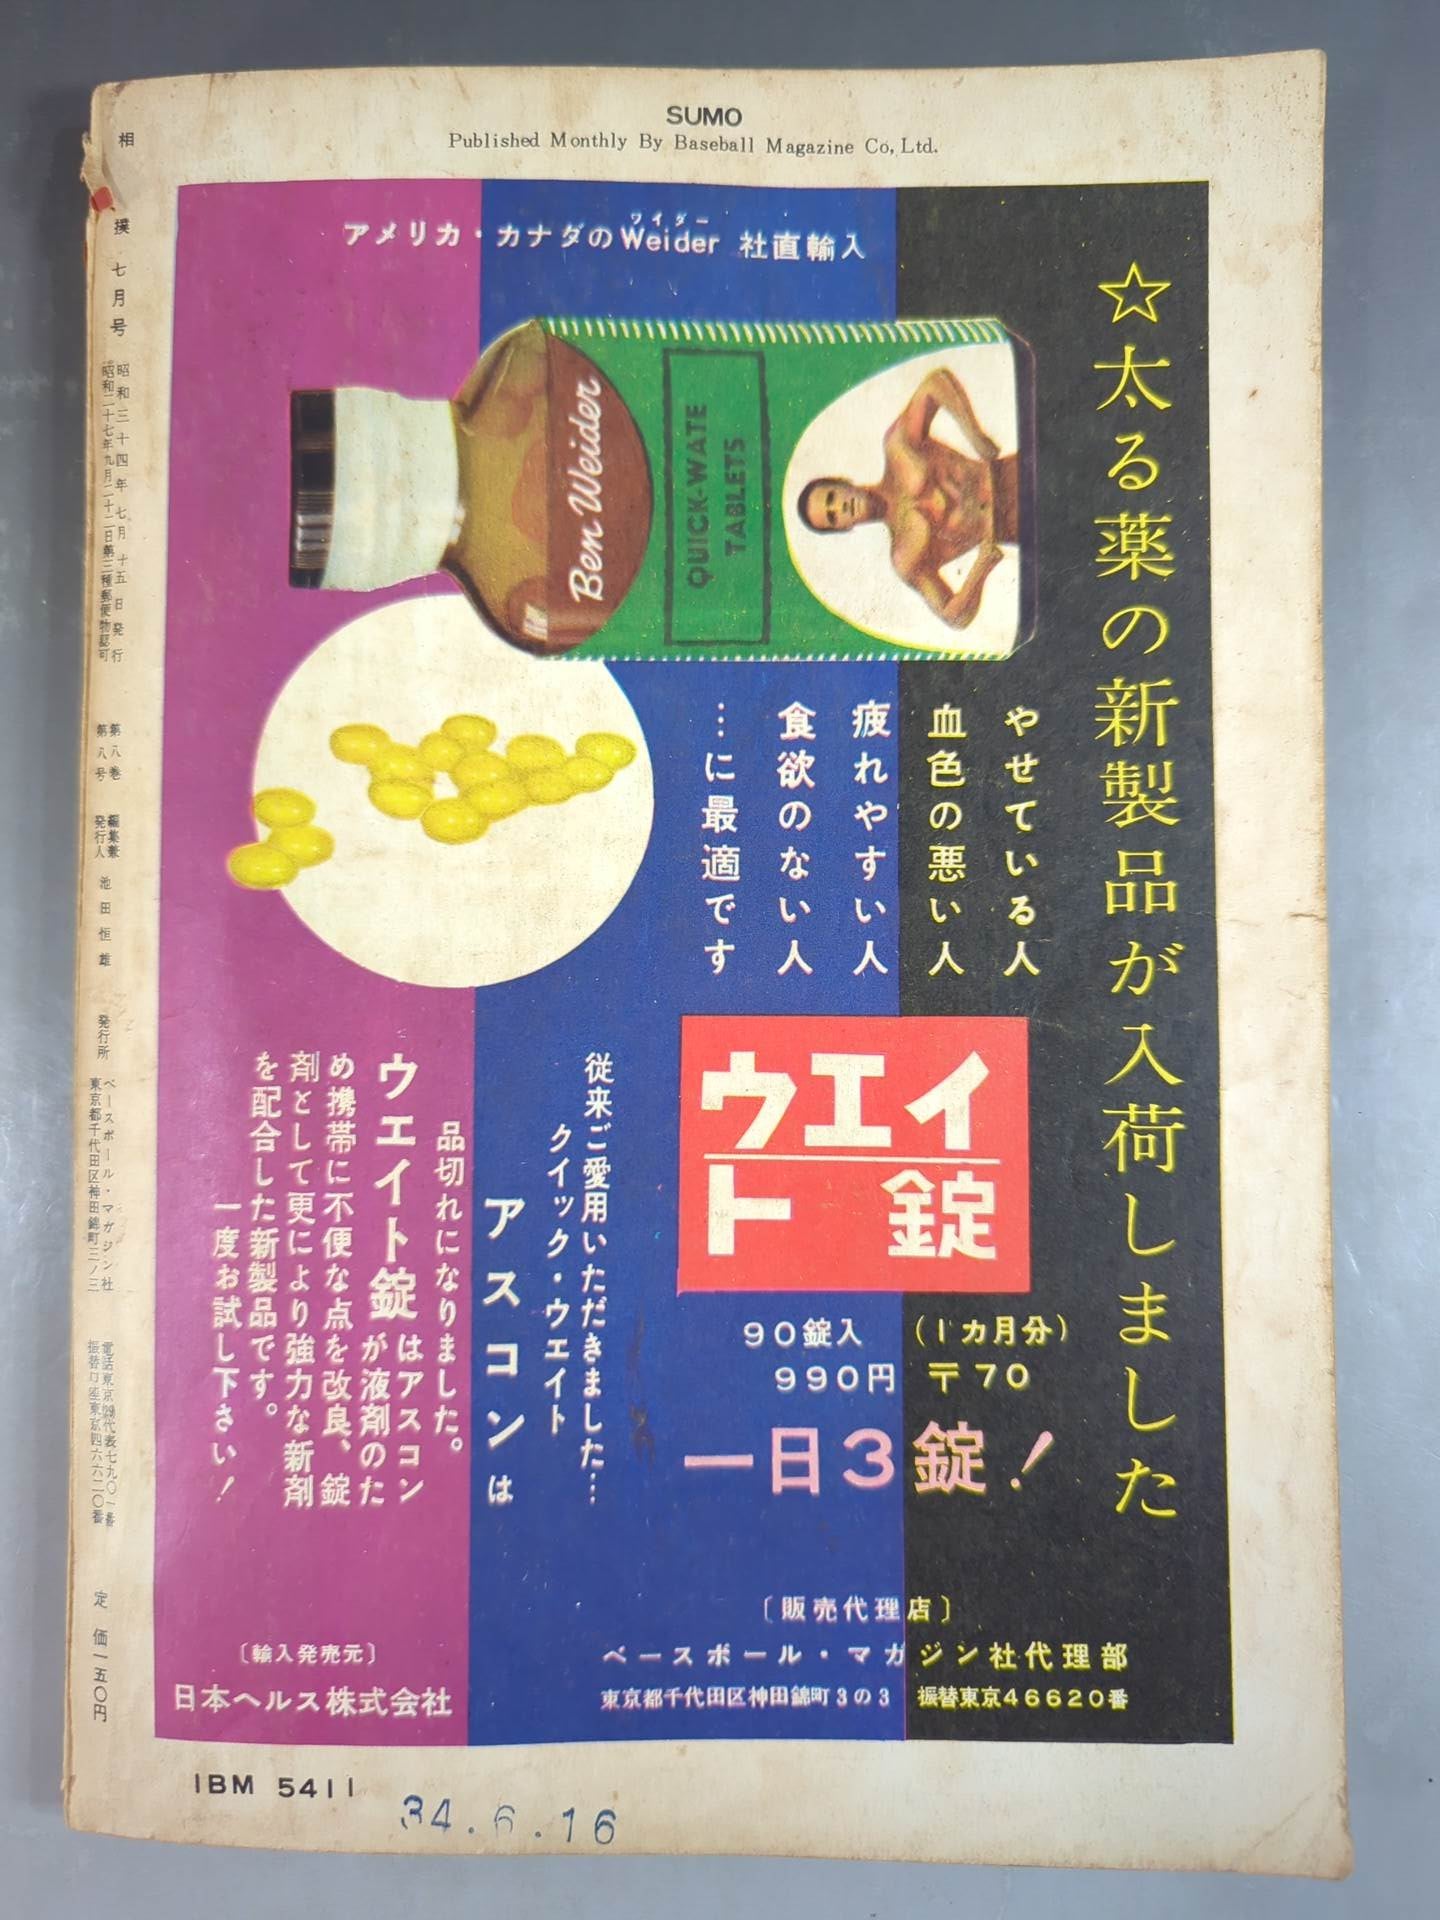 SUMO
Published Monthly By Baseball Magazine Co, Ltd.
アメリカ・カナダのWeider社直輸入
ワイダー
☆太る薬の新製品が入荷しました
Ben Weider
QUICK-WATE
TABLETS
やせている人
血色の悪い人
疲れやすい人
食欲のない人
…に最適です
ウエイ
ト錠
90錠入 (1カ月分)
990円 〒70
一日3錠!
従来ご愛用いただきました…
クイック・ウエイト
アスコンは
品切れになりました。
ウエイト錠はアスコン
が液剤のた
め携帯に不便な点を改良、錠
剤として更により強力な新剤
を配合した新製品です。
一度お試し下さい!
〔販売代理店〕
ベースボール・マガジン社代理部
東京都千代田区神田錦町3の3 振替東京46620番
〔輸入発売元〕
日本ヘルス株式会社
相撲 七月号
昭和三十四年七月十五日発行
昭和二十七年九月二十二日第三種郵便物認可
第八巻
第八号
編集兼
発行人
池田恒雄
発行所
ベースボール・マガジン社
東京都千代田区神田錦町三ノ三
振替口座東京四六六二〇番
定価一五〇円
IBM 5411
34.6.16